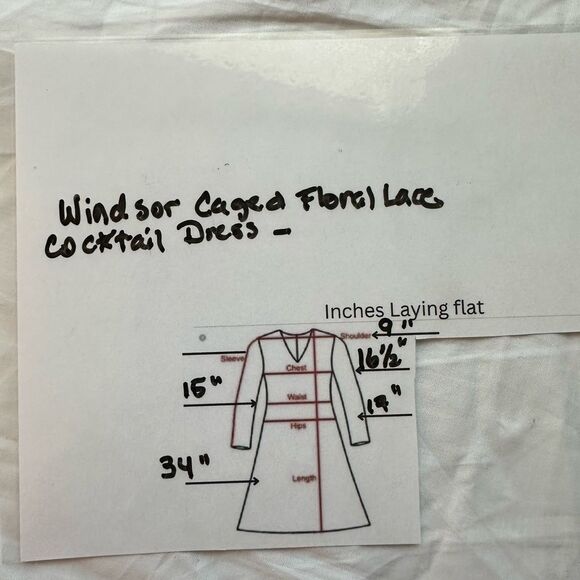 Windsor Caged Floral Lace
Cocktail Dress –
Inches Laying flat
Shoulder 9"
Sleeve
16½"
Chest
15"
Waist
Hips
34"
Length